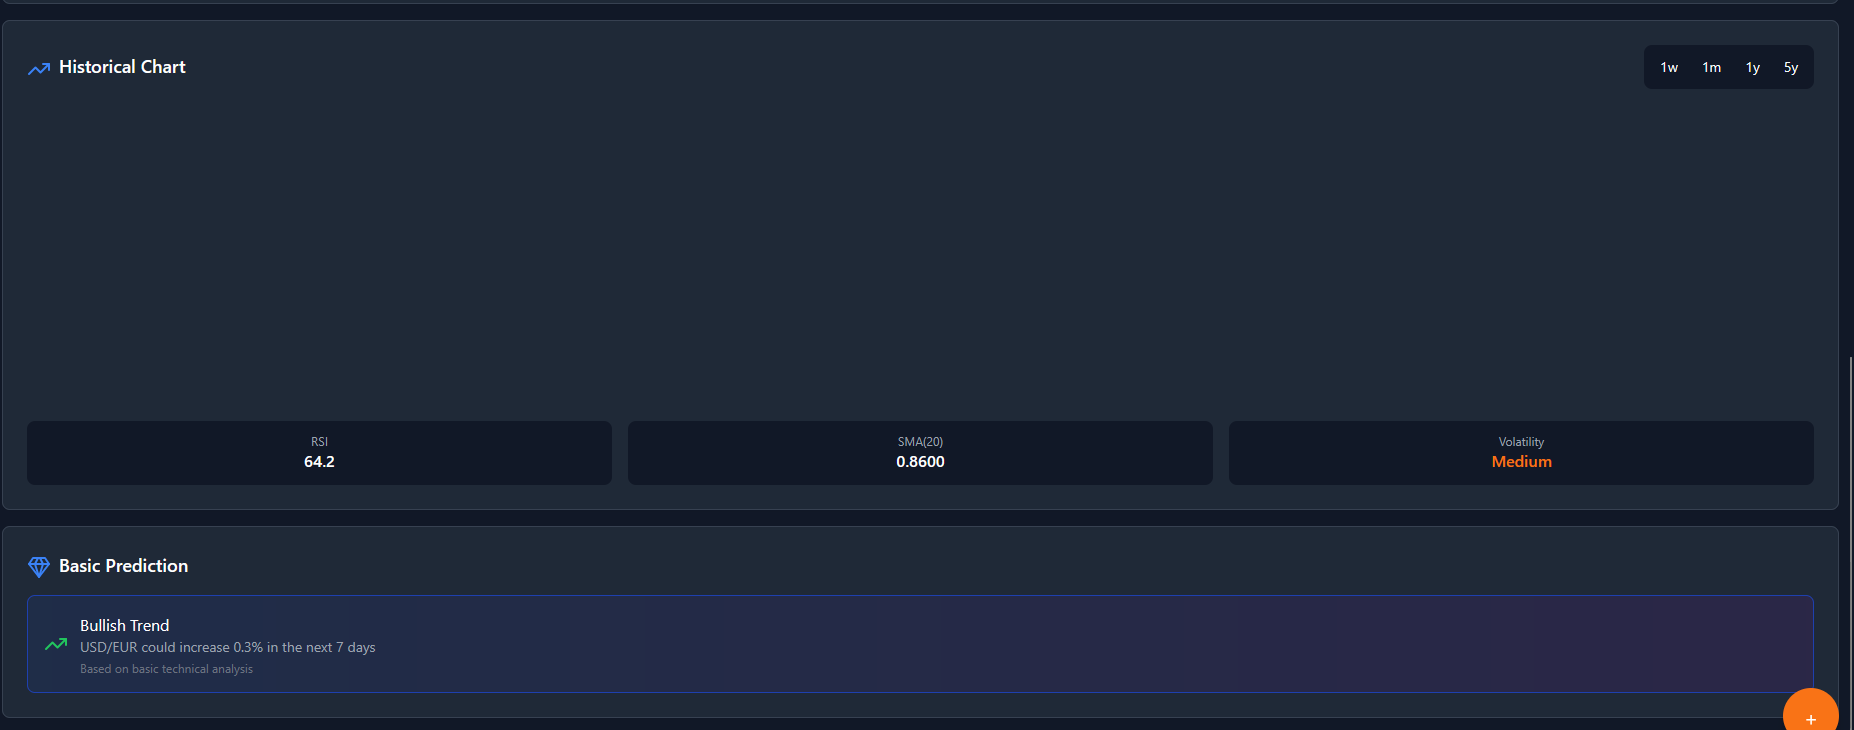 Historical Chart
1w 1m 1y 5y
RSI
64.2
SMA(20)
0.8600
Volatility
Medium
Basic Prediction
Bullish Trend
USD/EUR could increase 0.3% in the next 7 days
Based on basic technical analysis
+